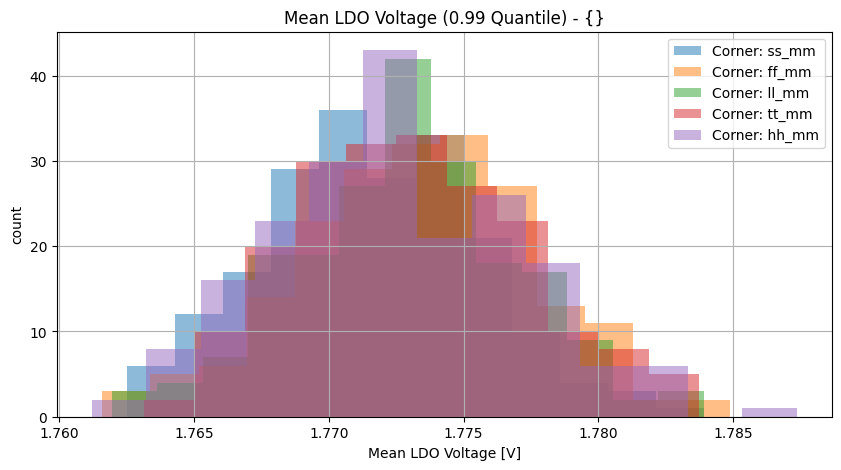 Mean LDO Voltage (0.99 Quantile) - {}
Corner: ss_mm
Corner: ff_mm
Corner: ll_mm
Corner: tt_mm
Corner: hh_mm
count
40
30
20
10
0
1.760 1.765 1.770 1.775 1.780 1.785
Mean LDO Voltage [V]